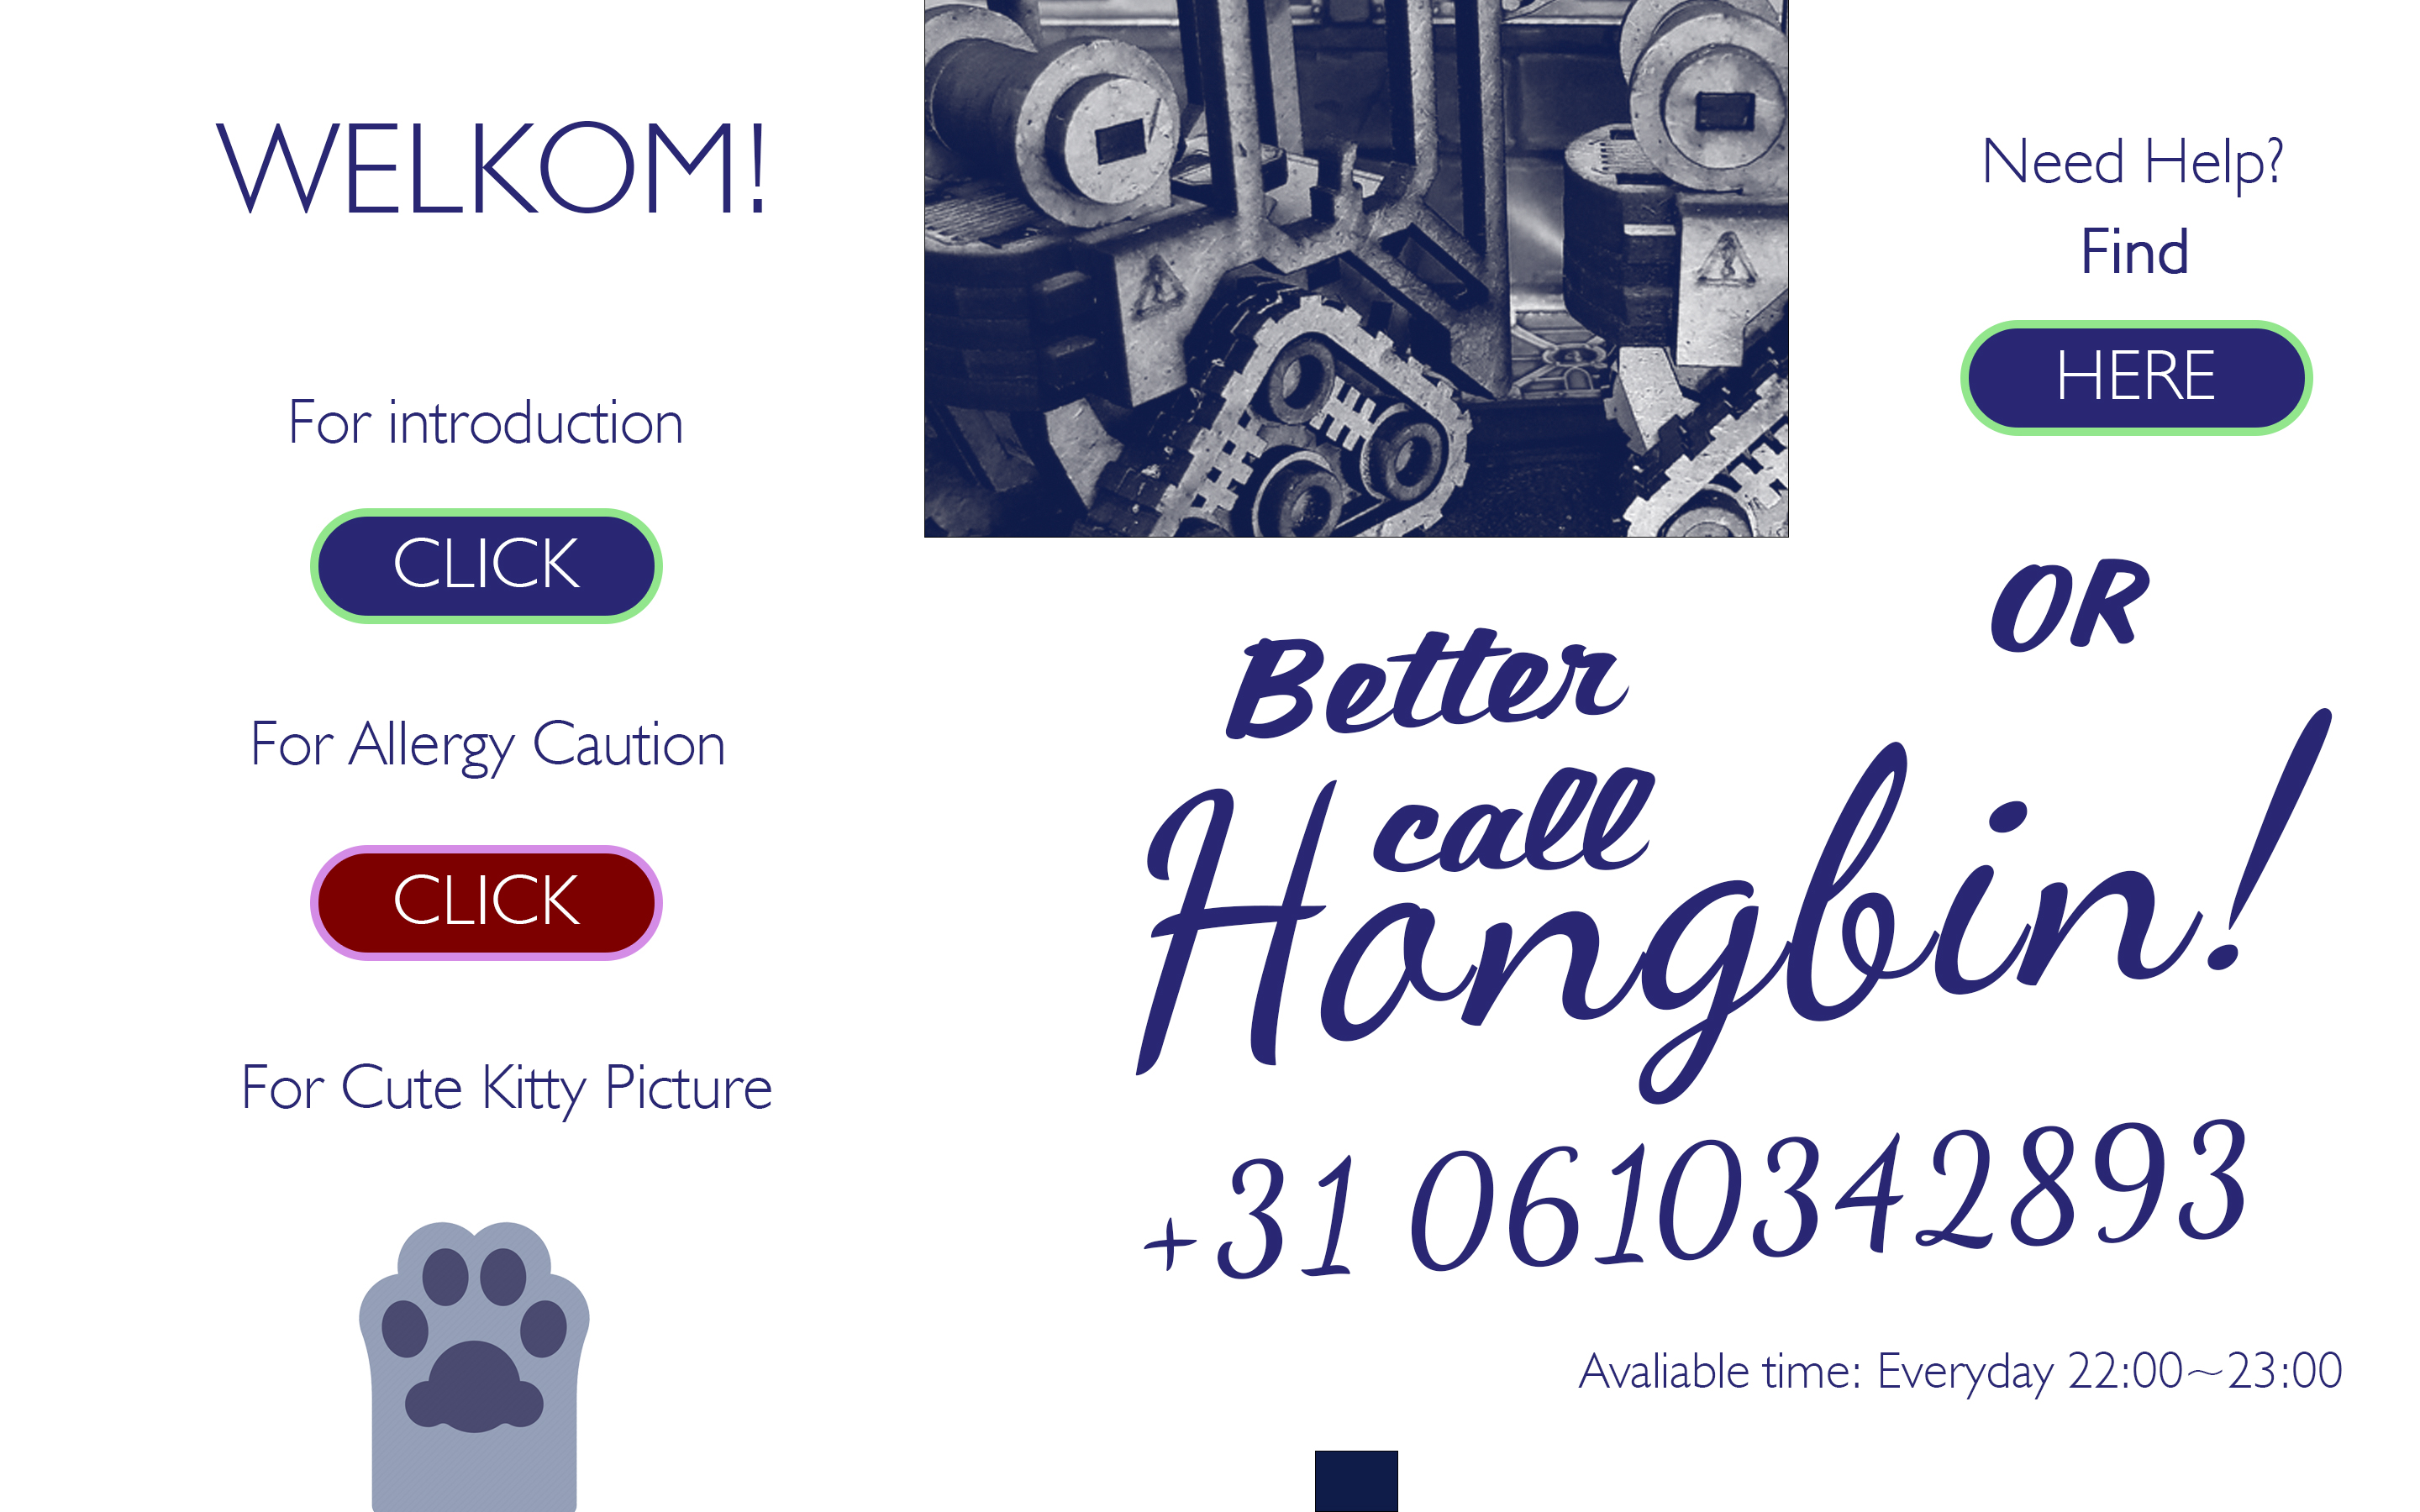 WELKOM!
For introduction
CLICK
For Allergy Caution
CLICK
For Cute Kitty Picture
Need Help?
Find
HERE
OR
Better
call
Hongbin!
+31 0610342893
Avaliable time: Everyday 22:00~23:00